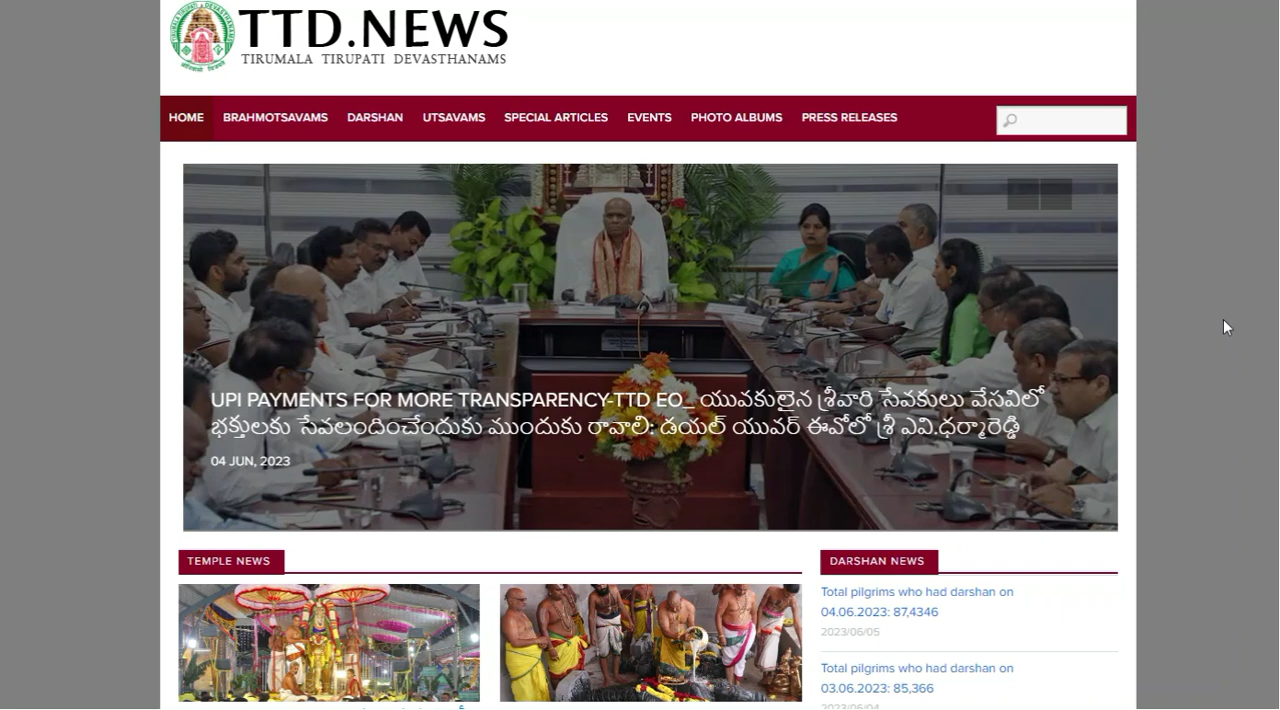 TTD.NEWS
TIRUMALA TIRUPATI DEVASTHANAMS
HOME BRAHMOTSAVAMS DARSHAN UTSAVAMS SPECIAL ARTICLES EVENTS PHOTO ALBUMS PRESS RELEASES
UPI PAYMENTS FOR MORE TRANSPARENCY-TTD EO_ యువకులైన శ్రీవారి సేవకులు వేసవిలో
భక్తులకు సేవలందించేందుకు ముందుకు రావాలి: డయల్ యువర్ ఈవోలో శ్రీ ఎవి.ధర్మారెడ్డి
04 JUN, 2023
TEMPLE NEWS
DARSHAN NEWS
Total pilgrims who had darshan on
04.06.2023: 87,4346
2023/06/05
Total pilgrims who had darshan on
03.06.2023: 85,366
2023/06/04